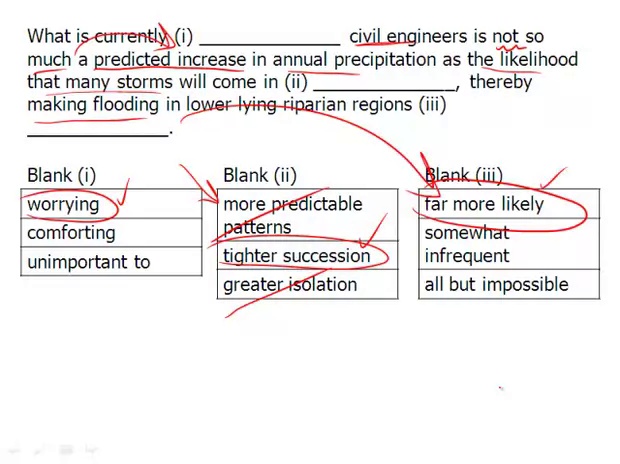 What is currently (i) ______________ civil engineers is not so
much a predicted increase in annual precipitation as the likelihood
that many storms will come in (ii) ______________, thereby
making flooding in lower lying riparian regions (iii)
______________.
Blank (i) Blank (ii) Blank (iii)
worrying more predictable far more likely
patterns
comforting tighter succession somewhat
infrequent
unimportant to greater isolation all but impossible